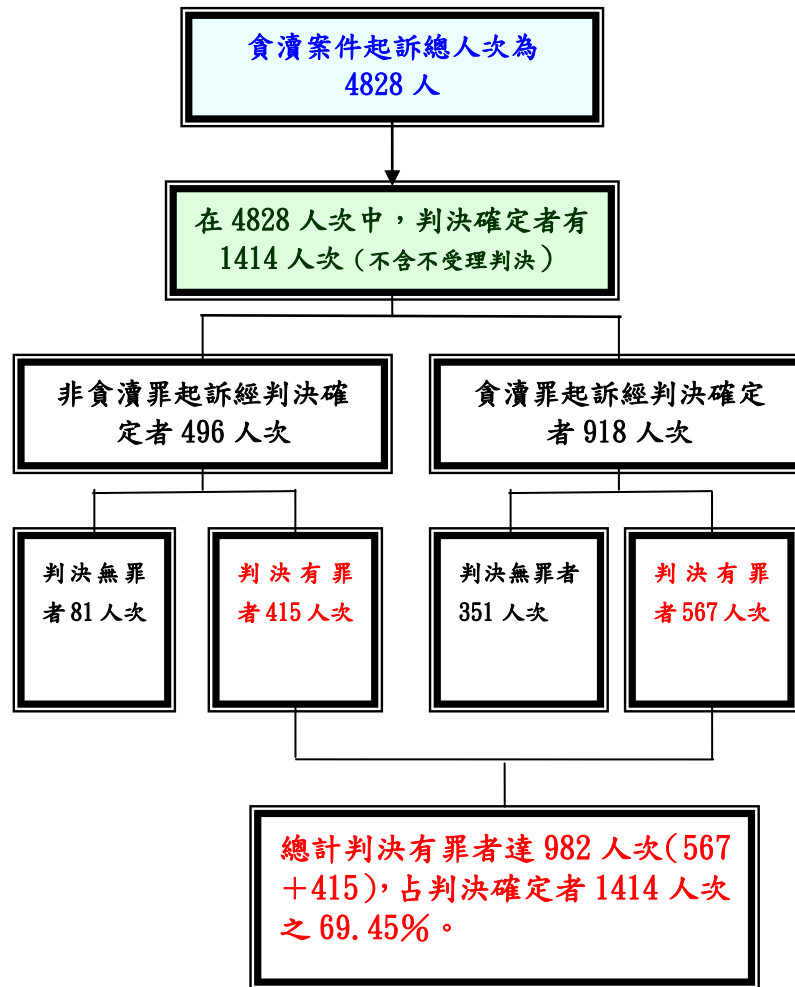 貪瀆案件起訴總人次為
4828 人
在 4828 人次中，判決確定者有
1414 人次（不含不受理判決）
非貪瀆罪起訴經判決確
定者 496 人次
貪瀆罪起訴經判決確定
者 918 人次
判決無罪
者 81 人次
判決有罪
者 415 人次
判決無罪者
351 人次
判決有罪
者 567 人次
總計判決有罪者達 982 人次(567
＋415)，占判決確定者 1414 人次
之 69.45％。